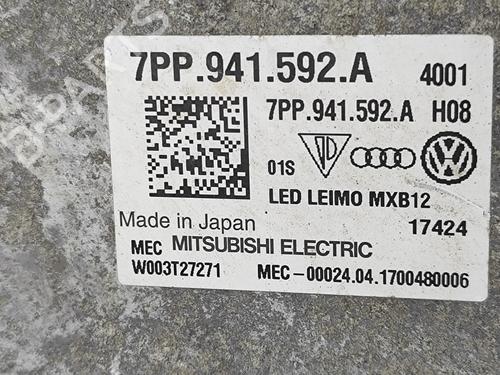 7PP.941.592.A 4001
7PP.941.592.A H08
01S
LED LEIMO MXB12
Made in Japan 17424
MEC MITSUBISHI ELECTRIC
W003T27271 MEC-00024.04.1700480006